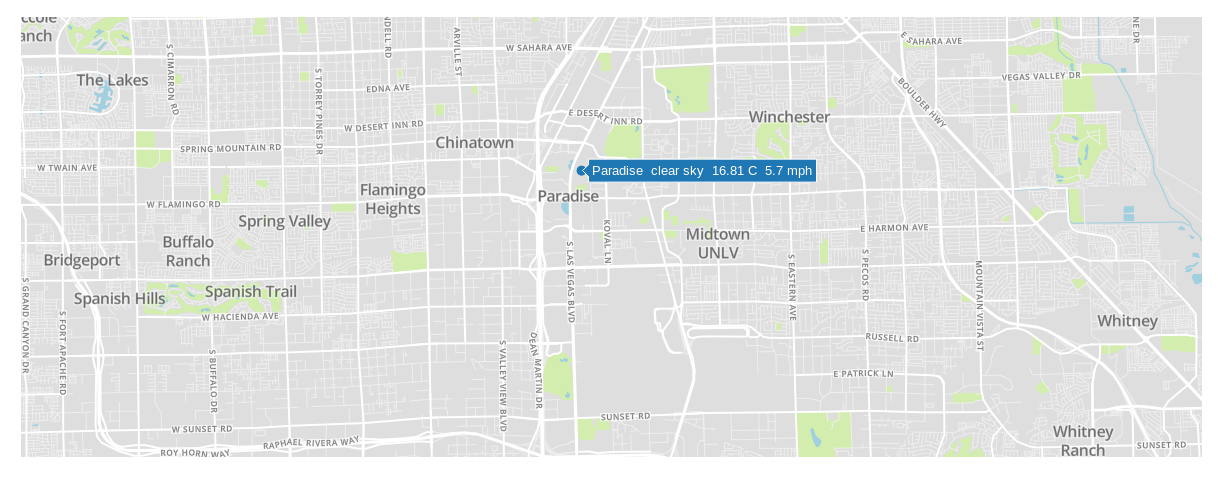 ccole
anch
NDELL RD
ARVILLE ST
W SAHARA AVE
E SAHARA AVE
NE DR
S CIMARRON RD
The Lakes
S TORREY PINES DR
EDNA AVE
VEGAS VALLEY DR
BOULDER HWY
E DESERT INN RD
Winchester
W DESERT INN RD
Chinatown
SPRING MOUNTAIN RD
W TWAIN AVE
Paradise clear sky 16.81 C 5.7 mph
Flamingo
Heights
Paradise
W FLAMINGO RD
Spring Valley
KOVAL LN
E HARMON AVE
Midtown
UNLV
Buffalo
Ranch
Bridgeport
S LAS VEGAS BLVD
S EASTERN AVE
S PECOS RD
MOUNTAIN VISTA ST
S GRAND CANYON DR
Spanish Hills
Spanish Trail
S FORT APACHE RD
W HACIENDA AVE
Whitney
RUSSELL RD
S BUFFALO DR
S VALLEY VIEW BLVD
DEAN MARTIN DR
E PATRICK LN
SUNSET RD
W SUNSET RD
RAPHAEL RIVERA WAY
ROY HORN WAY
Whitney
Ranch
SUNSET RD